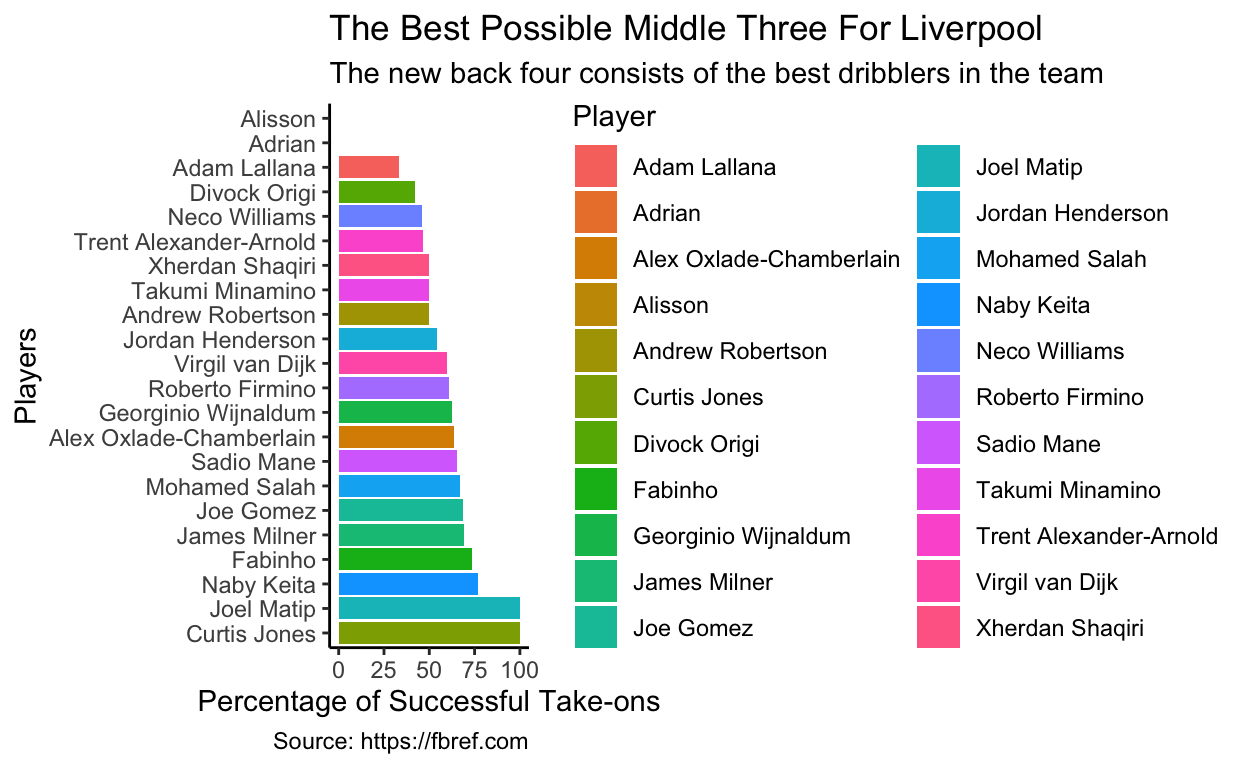 The Best Possible Middle Three For Liverpool
The new back four consists of the best dribblers in the team
Players
Alisson
Adrian
Adam Lallana
Divock Origi
Neco Williams
Trent Alexander-Arnold
Xherdan Shaqiri
Takumi Minamino
Andrew Robertson
Jordan Henderson
Virgil van Dijk
Roberto Firmino
Georginio Wijnaldum
Alex Oxlade-Chamberlain
Sadio Mane
Mohamed Salah
Joe Gomez
James Milner
Fabinho
Naby Keita
Joel Matip
Curtis Jones
0 25 50 75 100
Percentage of Successful Take-ons
Source: https://fbref.com
Player
Adam Lallana
Adrian
Alex Oxlade-Chamberlain
Alisson
Andrew Robertson
Curtis Jones
Divock Origi
Fabinho
Georginio Wijnaldum
James Milner
Joe Gomez
Joel Matip
Jordan Henderson
Mohamed Salah
Naby Keita
Neco Williams
Roberto Firmino
Sadio Mane
Takumi Minamino
Trent Alexander-Arnold
Virgil van Dijk
Xherdan Shaqiri